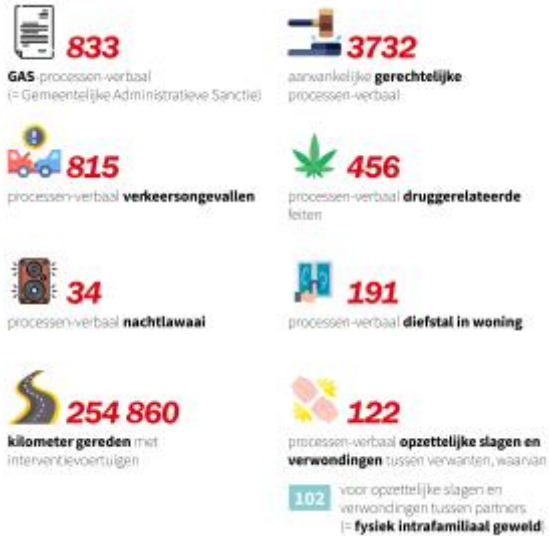 833
GAS-processen-verbaal
(= Gemeentelijke Administratieve Sanctie)
3732
aanvankelijke gerechtelijke
processen-verbaal
815
processen-verbaal verkeersongevallen
456
processen-verbaal druggerelateerde
feiten
34
processen-verbaal nachtlawaai
191
processen-verbaal diefstal in woning
254 860
kilometer gereden met
interventievoertuigen
122
processen-verbaal opzettelijke slagen en
verwondingen tussen verwanten, waarvan
102
voor opzettelijke slagen en
verwondingen tussen partners
(= fysiek intrafamiliaal geweld)